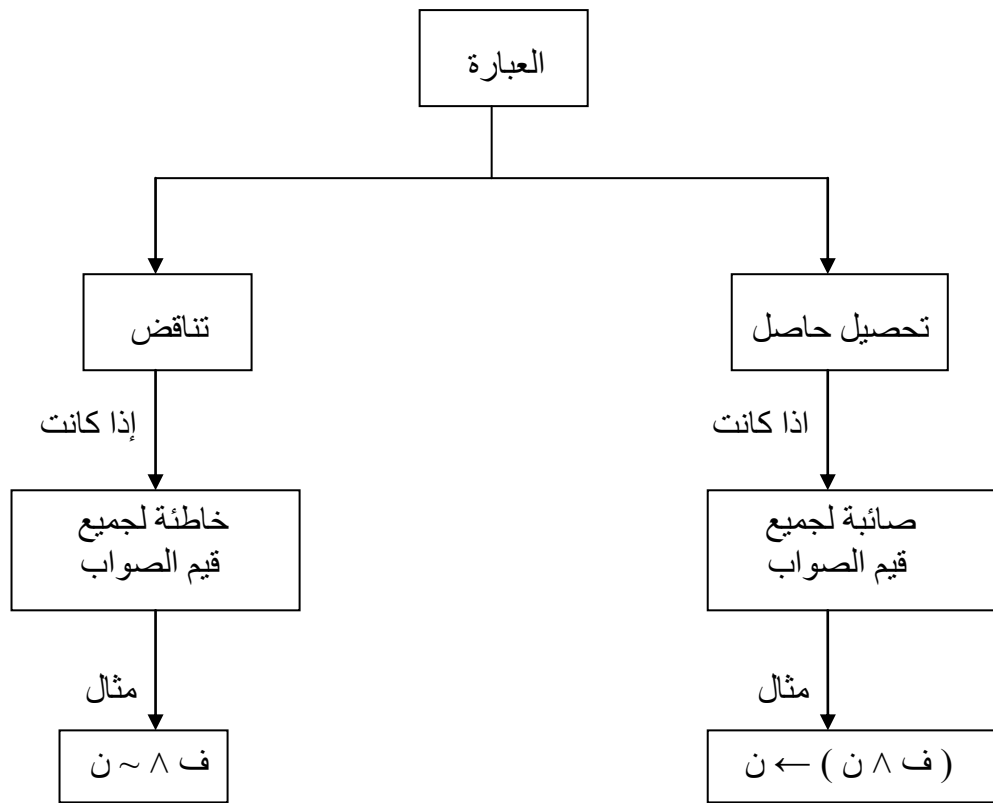 العبارة
تحصيل حاصل
تناقض
اذا كانت
إذا كانت
صائبة لجميع
قيم الصواب
خاطئة لجميع
قيم الصواب
مثال
مثال
( ف ∧ ن ) ← ن
ف ∧ ~ ن